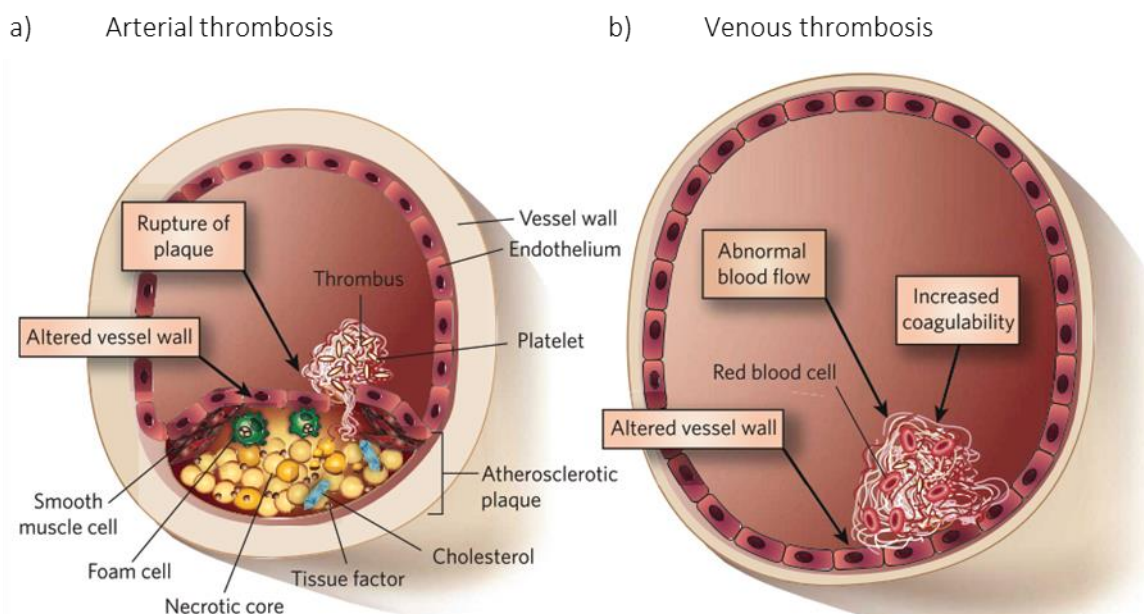 a) Arterial thrombosis
b) Venous thrombosis
Rupture of
plaque
Altered vessel wall
Thrombus
Vessel wall
Endothelium
Platelet
Atherosclerotic
plaque
Smooth
muscle cell
Foam cell
Necrotic core
Tissue factor
Cholesterol
Abnormal
blood flow
Increased
coagulability
Red blood cell
Altered vessel wall